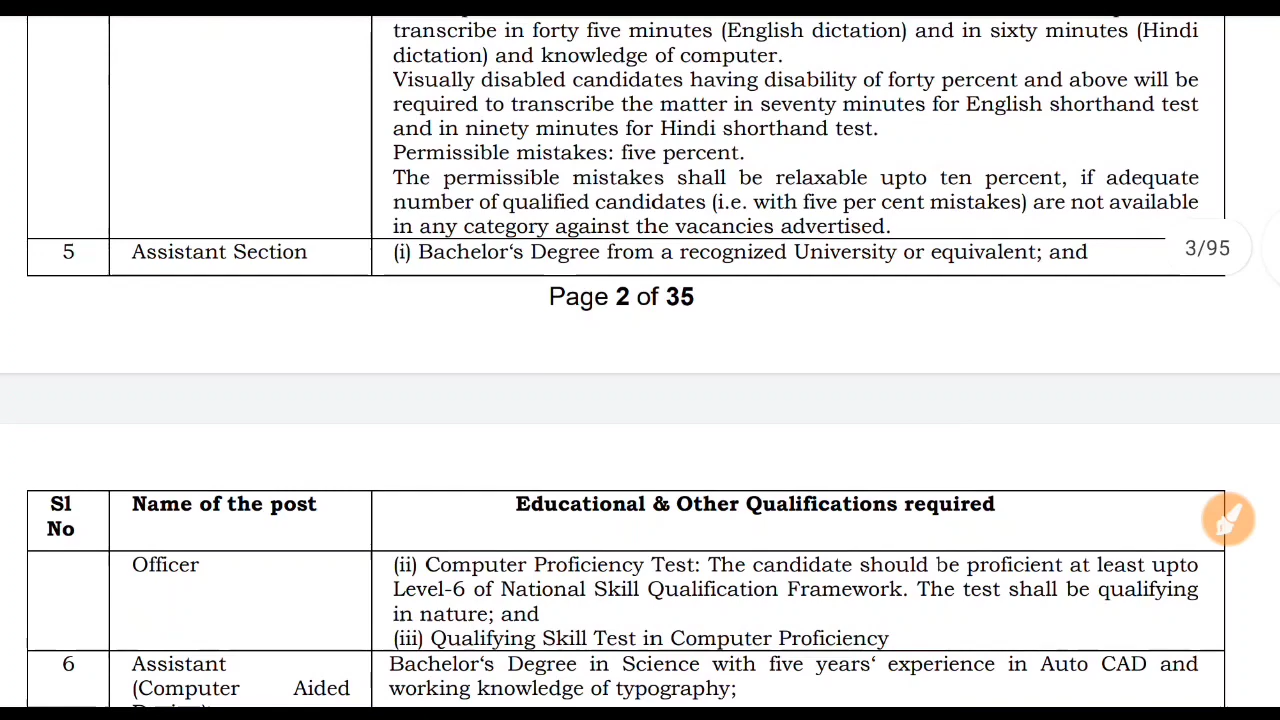 transcribe in forty five minutes (English dictation) and in sixty minutes (Hindi
dictation) and knowledge of computer.
Visually disabled candidates having disability of forty percent and above will be
required to transcribe the matter in seventy minutes for English shorthand test
and in ninety minutes for Hindi shorthand test.
Permissible mistakes: five percent.
The permissible mistakes shall be relaxable upto ten percent, if adequate
number of qualified candidates (i.e. with five per cent mistakes) are not available
in any category against the vacancies advertised.
5 Assistant Section (i) Bachelor‘s Degree from a recognized University or equivalent; and
3/95
Page 2 of 35
Sl No Name of the post Educational & Other Qualifications required
Officer (ii) Computer Proficiency Test: The candidate should be proficient at least upto
Level-6 of National Skill Qualification Framework. The test shall be qualifying
in nature; and
(iii) Qualifying Skill Test in Computer Proficiency
6 Assistant Bachelor‘s Degree in Science with five years‘ experience in Auto CAD and
(Computer Aided working knowledge of typography;